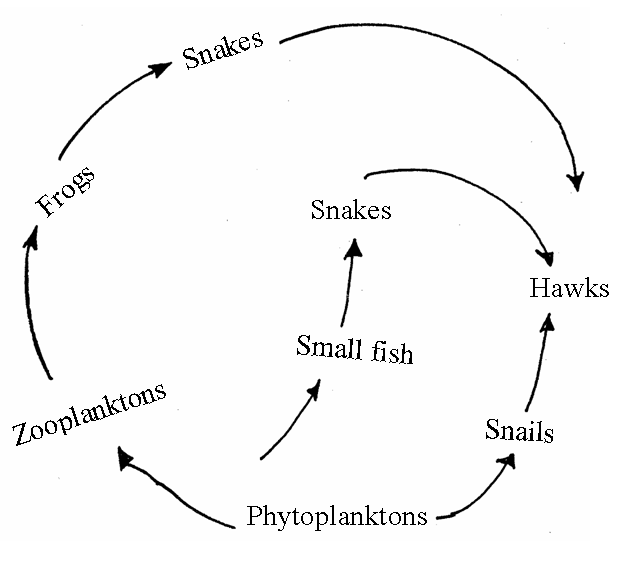 Snakes
Frogs
Snakes
Hawks
Small fish
Zooplanktons
Snails
Phytoplanktons